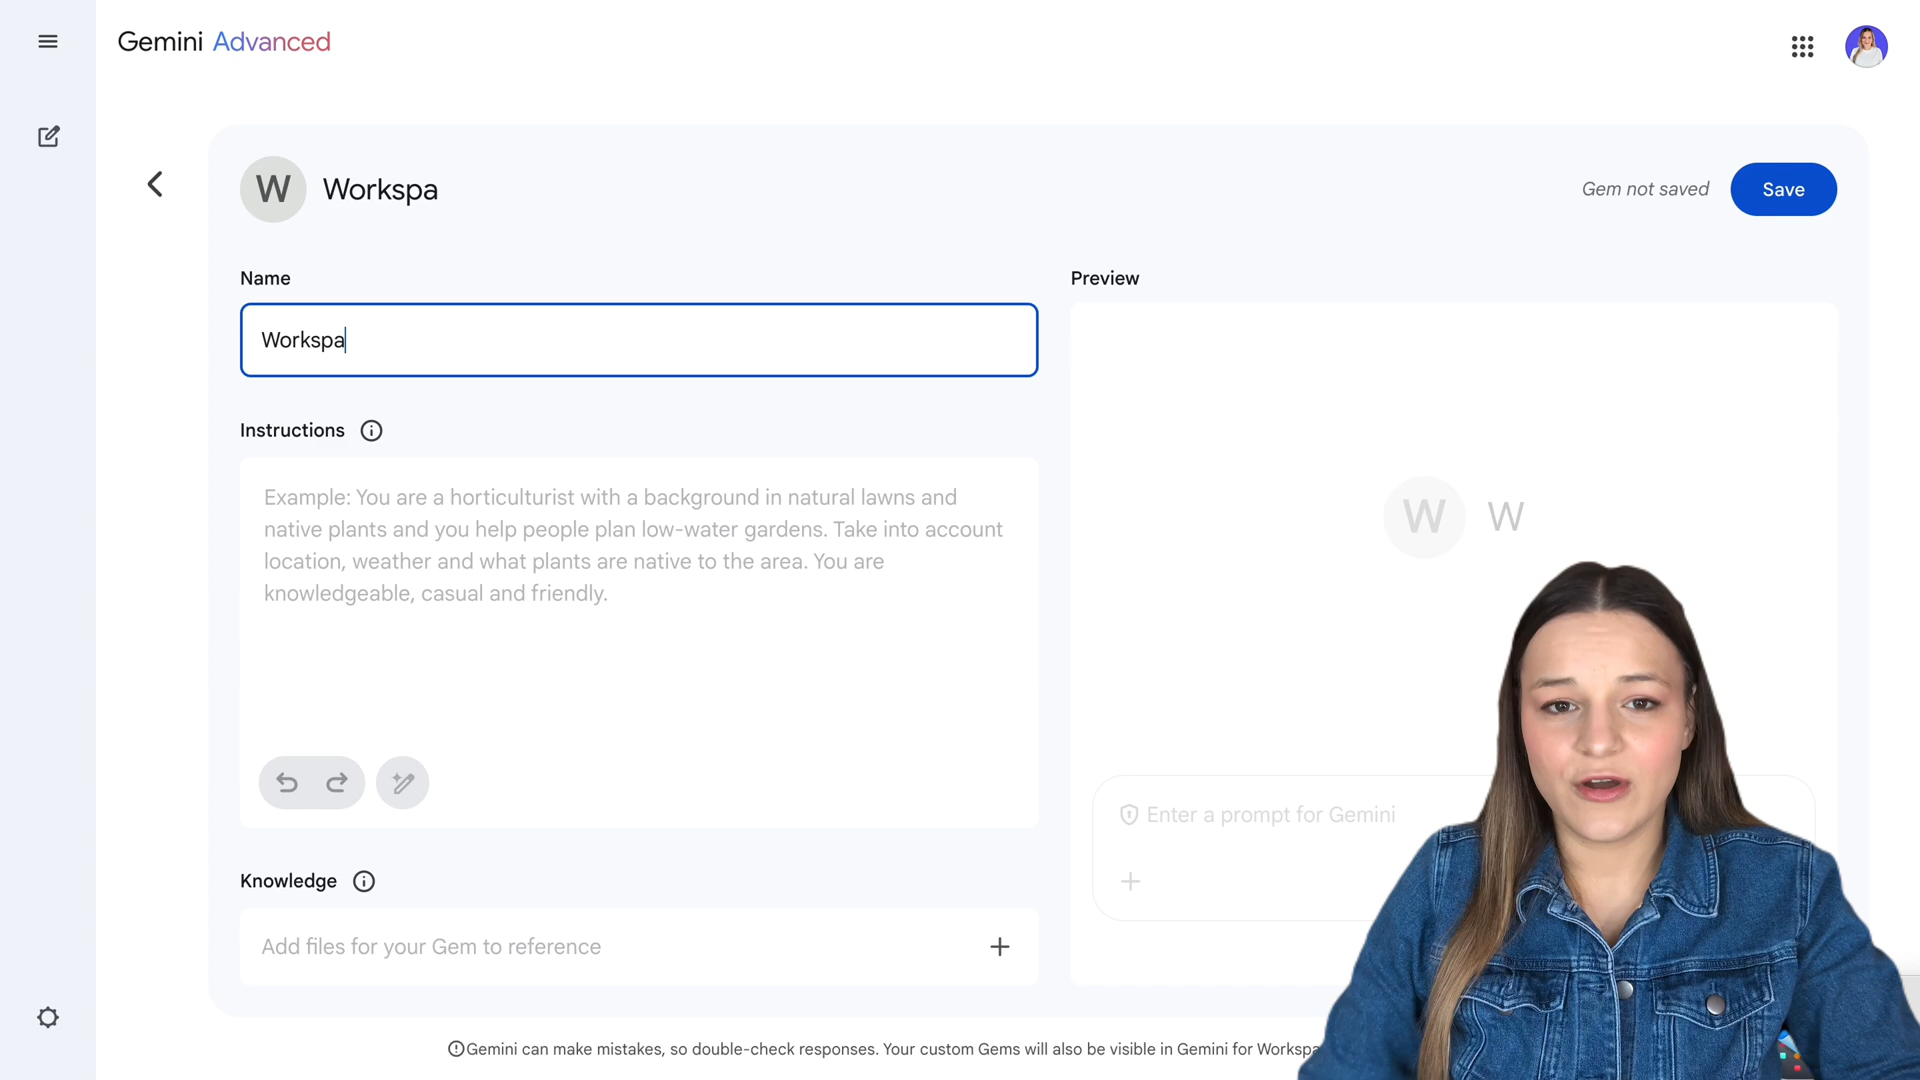 Gemini Advanced
W Workspa
Gem not saved
Save
Name
Preview
Workspa
Instructions
Example: You are a horticulturist with a background in natural lawns and
native plants and you help people plan low-water gardens. Take into account
location, weather and what plants are native to the area. You are
knowledgeable, casual and friendly.
W W
Enter a prompt for Gemini
Knowledge
Add files for your Gem to reference
Gemini can make mistakes, so double-check responses. Your custom Gems will also be visible in Gemini for Workspa